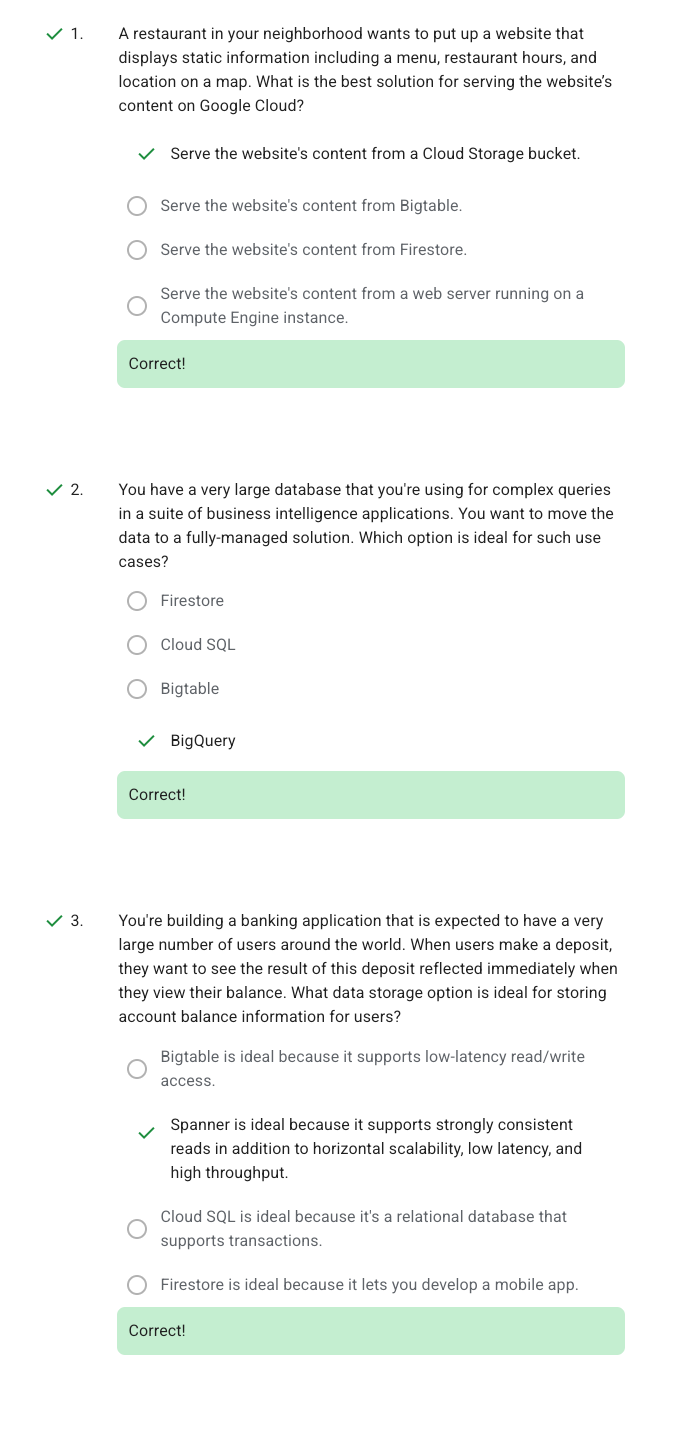 1. A restaurant in your neighborhood wants to put up a website that
displays static information including a menu, restaurant hours, and
location on a map. What is the best solution for serving the website’s
content on Google Cloud?
Serve the website's content from a Cloud Storage bucket.
Serve the website's content from Bigtable.
Serve the website's content from Firestore.
Serve the website's content from a web server running on a
Compute Engine instance.
Correct!
2. You have a very large database that you're using for complex queries
in a suite of business intelligence applications. You want to move the
data to a fully-managed solution. Which option is ideal for such use
cases?
Firestore
Cloud SQL
Bigtable
BigQuery
Correct!
3. You're building a banking application that is expected to have a very
large number of users around the world. When users make a deposit,
they want to see the result of this deposit reflected immediately when
they view their balance. What data storage option is ideal for storing
account balance information for users?
Bigtable is ideal because it supports low-latency read/write
access.
Spanner is ideal because it supports strongly consistent
reads in addition to horizontal scalability, low latency, and
high throughput.
Cloud SQL is ideal because it's a relational database that
supports transactions.
Firestore is ideal because it lets you develop a mobile app.
Correct!